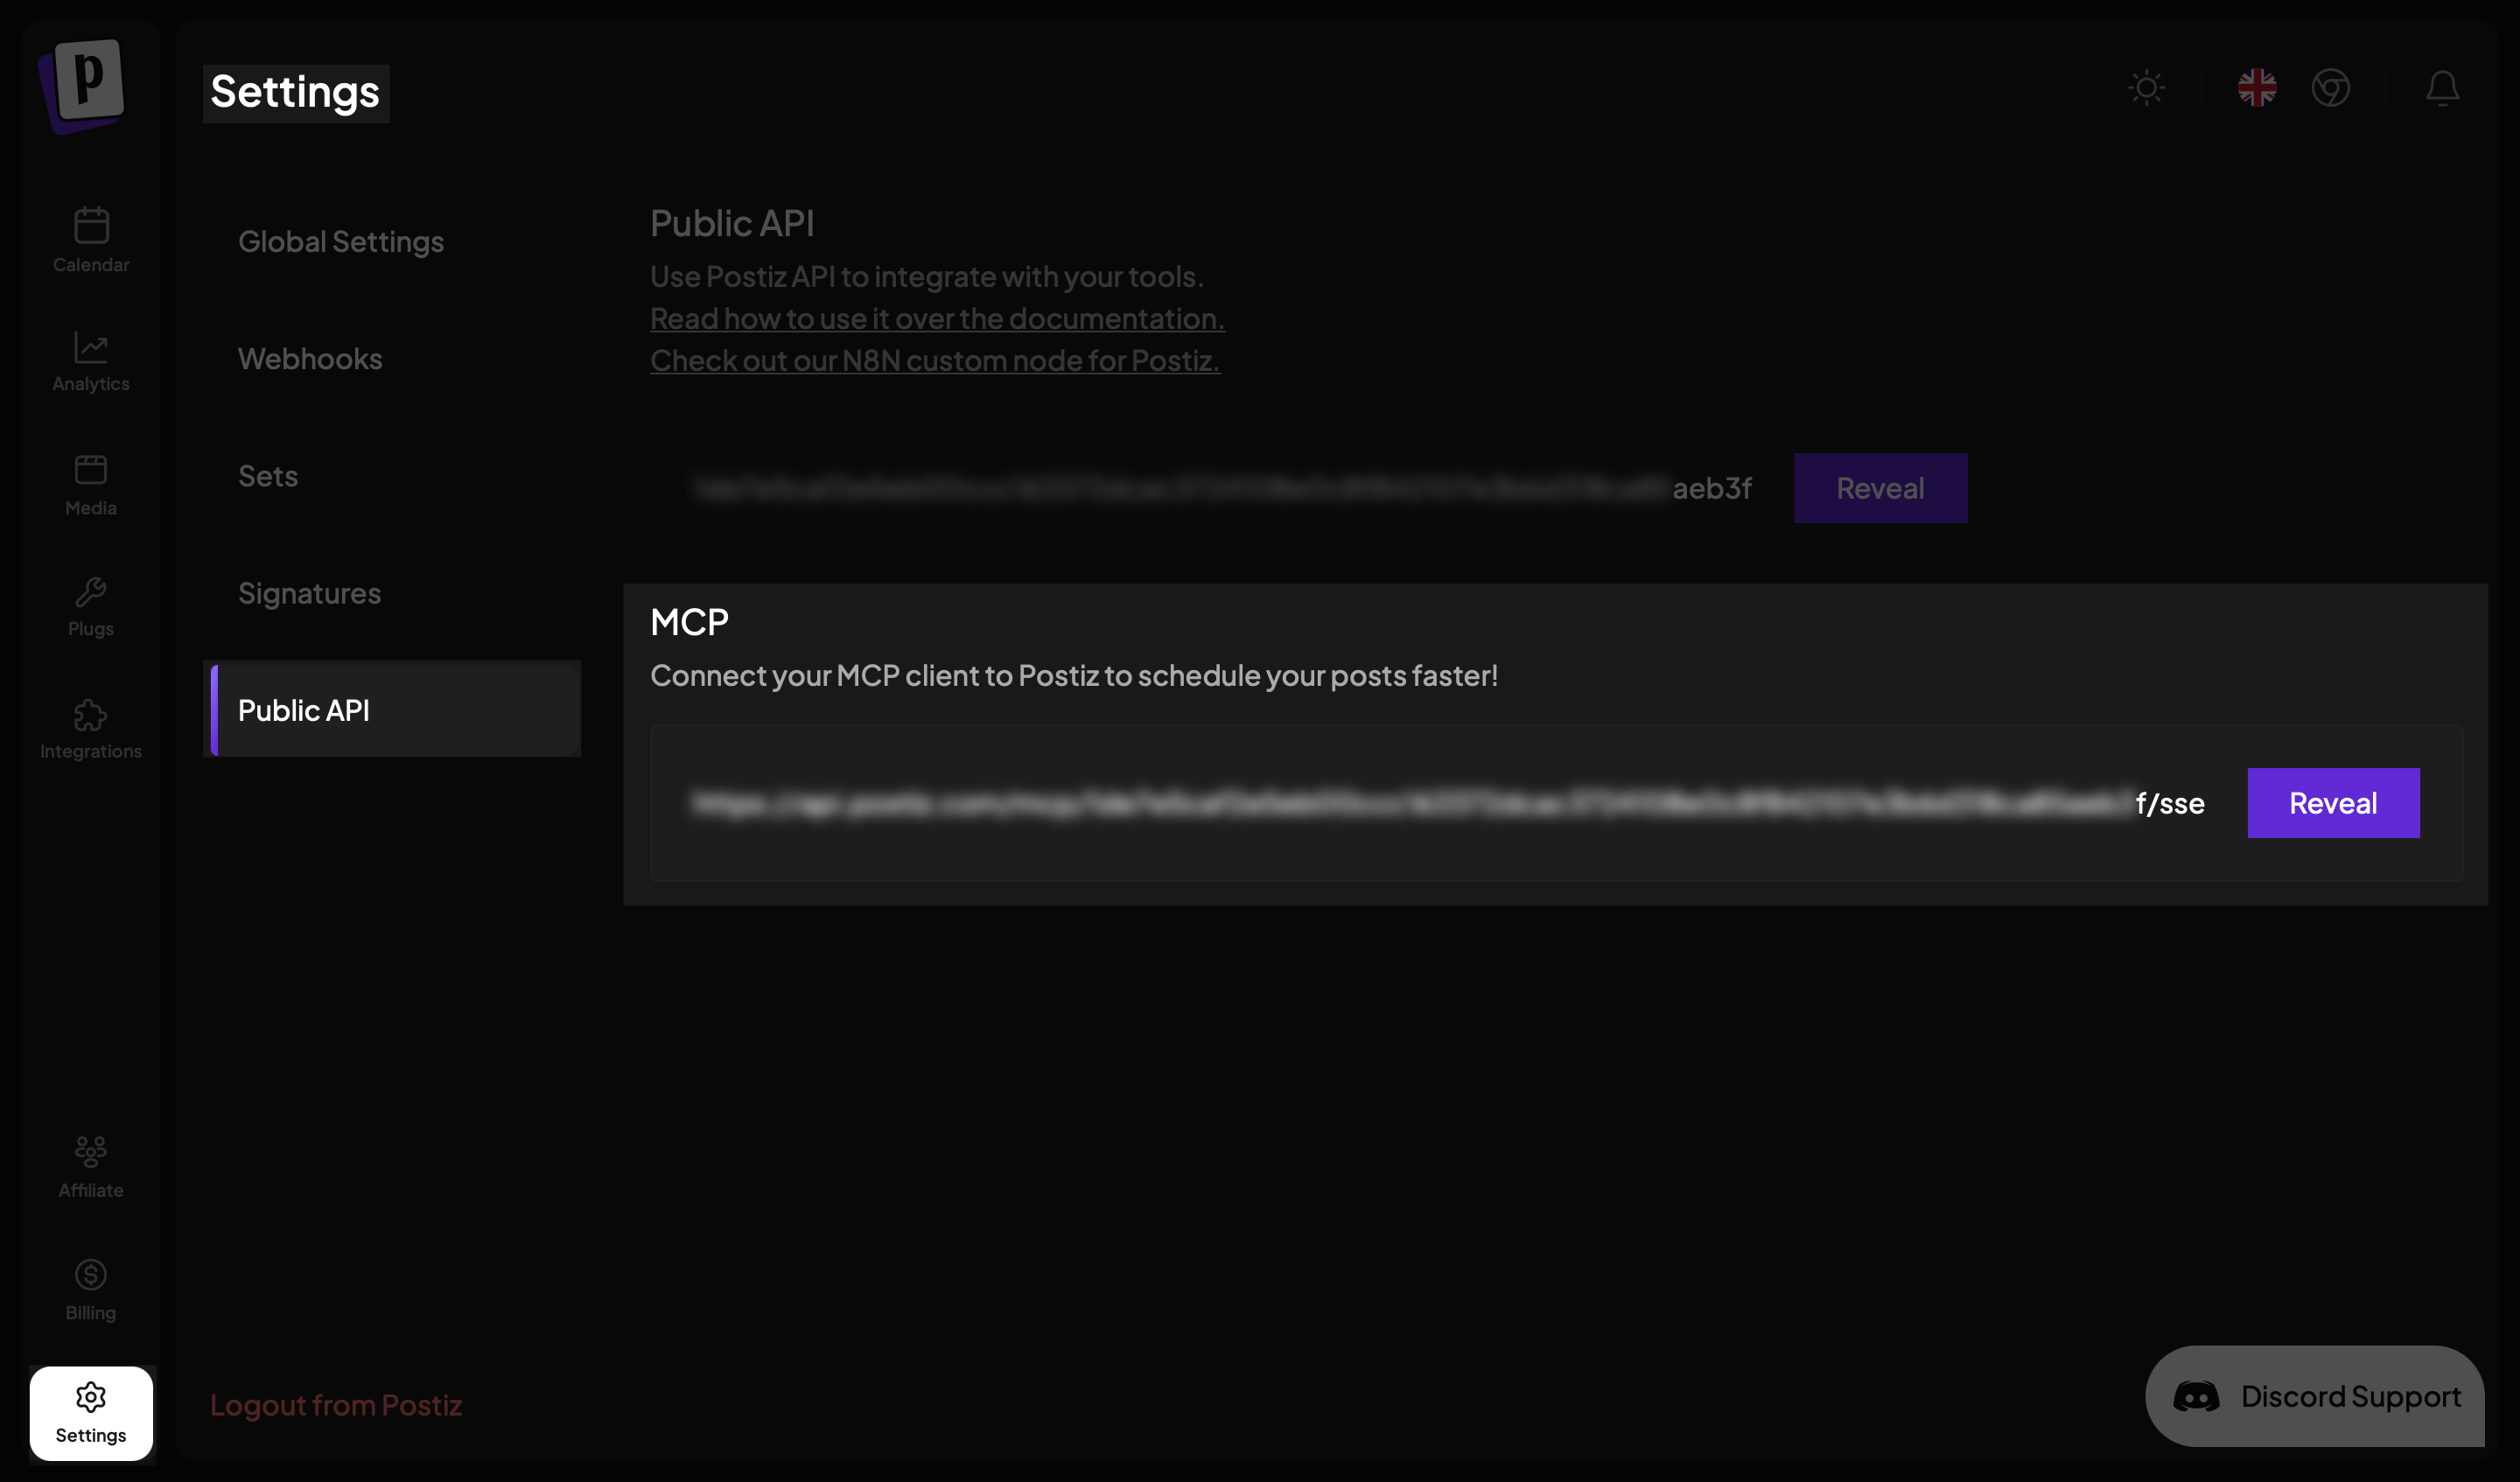 p
Settings
Calendar
Analytics
Media
Plugs
Integrations
Affiliate
Billing
Settings
Global Settings
Webhooks
Sets
Signatures
Public API
Logout from Postiz
Public API
Use Postiz API to integrate with your tools.
Read how to use it over the documentation.
Check out our N8N custom node for Postiz.
aeb3f
Reveal
MCP
Connect your MCP client to Postiz to schedule your posts faster!
f/sse
Reveal
Discord Support